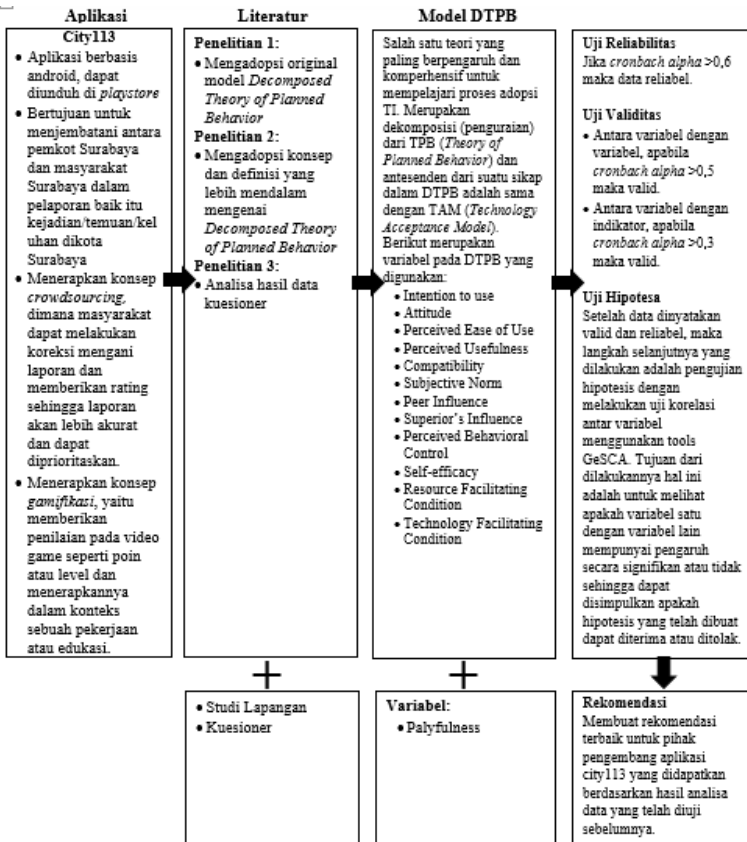 Aplikasi
City113
• Aplikasi berbasis
android, dapat
diunduh di playstore
• Bertujuan untuk
menjembatani antara
pemkot Surabaya
dan masyarakat
Surabaya dalam
pelaporan baik itu
kejadian/temuan/kel
uhan dikota
Surabaya
• Menerapkan konsep
crowdsourcing,
dimana masyarakat
dapat melakukan
koreksi mengani
laporan dan
memberikan rating
sehingga laporan
akan lebih akurat
dan dapat
diprioritaskan.
• Menerapkan konsep
gamifikasi, yaitu
memberikan
penilaian pada video
game seperti poin
atau level dan
menerapkannya
dalam konteks
sebuah pekerjaan
atau edukasi.
Literatur
Penelitian 1:
• Mengadopsi original
model Decomposed
Theory of Planned
Behavior
Penelitian 2:
• Mengadopsi konsep
dan definisi yang
lebih mendalam
mengenai
Decomposed Theory
of Planned Behavior
Penelitian 3:
• Analisa hasil data
kuesioner
+
• Studi Lapangan
• Kuesioner
Model DTPB
Salah satu teori yang
paling berpengaruh dan
komperhensif untuk
mempelajari proses adopsi
TI. Merupakan
dekomposisi (penguraian)
dari TPB (Theory of
Planned Behavior) dan
antesenden dari suatu sikap
dalam DTPB adalah sama
dengan TAM (Technology
Acceptance Model).
Berikut merupakan
variabel pada DTPB yang
digunakan:
• Intention to use
• Attitude
• Perceived Ease of Use
• Perceived Usefulness
• Compatibility
• Subjective Norm
• Peer Influence
• Superior's Influence
• Perceived Behavioral
Control
• Self-efficacy
• Resource Facilitating
Condition
• Technology Facilitating
Condition
+
Variabel:
• Palyfulness
Uji Reliabilitas
Jika cronbach alpha >0,6
maka data reliabel.
Uji Validitas
• Antara variabel dengan
variabel, apabila
cronbach alpha >0,5
maka valid.
• Antara variabel dengan
indikator, apabila
cronbach alpha >0,3
maka valid.
Uji Hipotesa
Setelah data dinyatakan
valid dan reliabel, maka
langkah selanjutnya yang
dilakukan adalah pengujian
hipotesis dengan
melakukan uji korelasi
antar variabel
menggunakan tools
GeSCA. Tujuan dari
dilakukannya hal ini
adalah untuk melihat
apakah variabel satu
dengan variabel lain
mempunyai pengaruh
secara signifikan atau tidak
sehingga dapat
disimpulkan apakah
hipotesis yang telah dibuat
dapat diterima atau ditolak.
Rekomendasi
Membuat rekomendasi
terbaik untuk pihak
pengembang aplikasi
city113 yang didapatkan
berdasarkan hasil analisa
data yang telah diuji
sebelumnya.